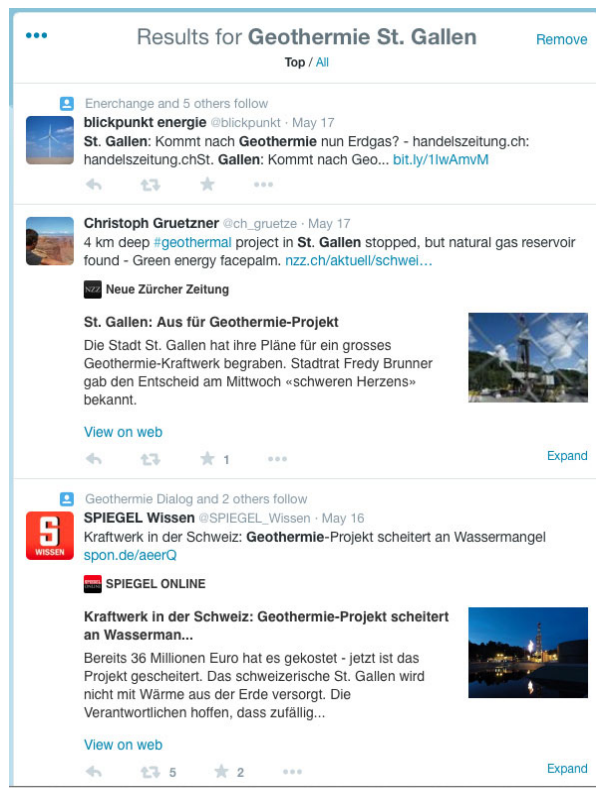 Results for Geothermie St. Gallen
Remove
Top / All
Enerchange and 5 others follow
blickpunkt energie @blickpunkt · May 17
St. Gallen: Kommt nach Geothermie nun Erdgas? - handelszeitung.ch:
handelszeitung.chSt. Gallen: Kommt nach Geo... bit.ly/1IwAmvM
Christoph Gruetzner @ch_gruetze · May 17
4 km deep #geothermal project in St. Gallen stopped, but natural gas reservoir
found - Green energy facepalm. nzz.ch/aktuell/schwei…
NZZ Neue Zürcher Zeitung
St. Gallen: Aus für Geothermie-Projekt
Die Stadt St. Gallen hat ihre Pläne für ein grosses
Geothermie-Kraftwerk begraben. Stadtrat Fredy Brunner
gab den Entscheid am Mittwoch «schweren Herzens»
bekannt.
View on web
1
Expand
Geothermie Dialog and 2 others follow
SPIEGEL Wissen @SPIEGEL_Wissen · May 16
S WISSEN
Kraftwerk in der Schweiz: Geothermie-Projekt scheitert an Wassermangel
spon.de/aeerQ
SPIEGEL ONLINE
Kraftwerk in der Schweiz: Geothermie-Projekt scheitert
an Wasserman...
Bereits 36 Millionen Euro hat es gekostet - jetzt ist das
Projekt gescheitert. Das schweizerische St. Gallen wird
nicht mit Wärme aus der Erde versorgt. Die
Verantwortlichen hoffen, dass zufällig...
View on web
5 2
Expand